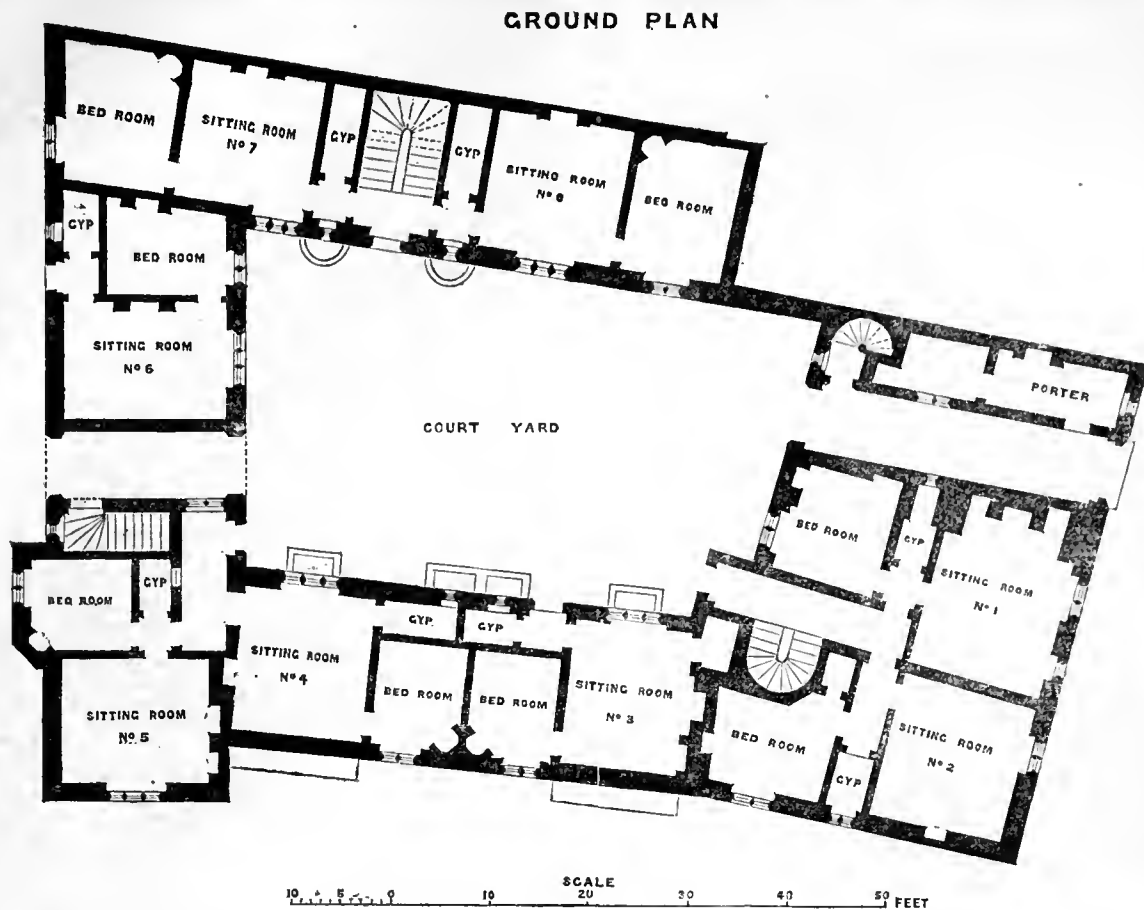 GROUND PLAN
BED ROOM
SITTING ROOM
No 7
GYP
GYP
SITTING ROOM
No 8
BED ROOM
GYP
BED ROOM
SITTING ROOM
No 6
COURT YARD
PORTER
BED ROOM
GYP
SITTING ROOM
No 1
BED ROOM
GYP
SITTING ROOM
No 4
GYP
GYP
BED ROOM
BED ROOM
SITTING ROOM
No 3
BED ROOM
GYP
SITTING ROOM
No 2
SITTING ROOM
No 5
SCALE
10 5 0 10 20 30 40 50 FEET